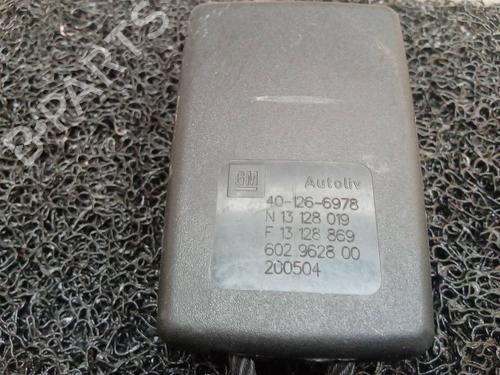 B-PARTS
GM Autoliv
40-126-6978
N 13 128 019
F 13 128 869
602 9628 00
200504